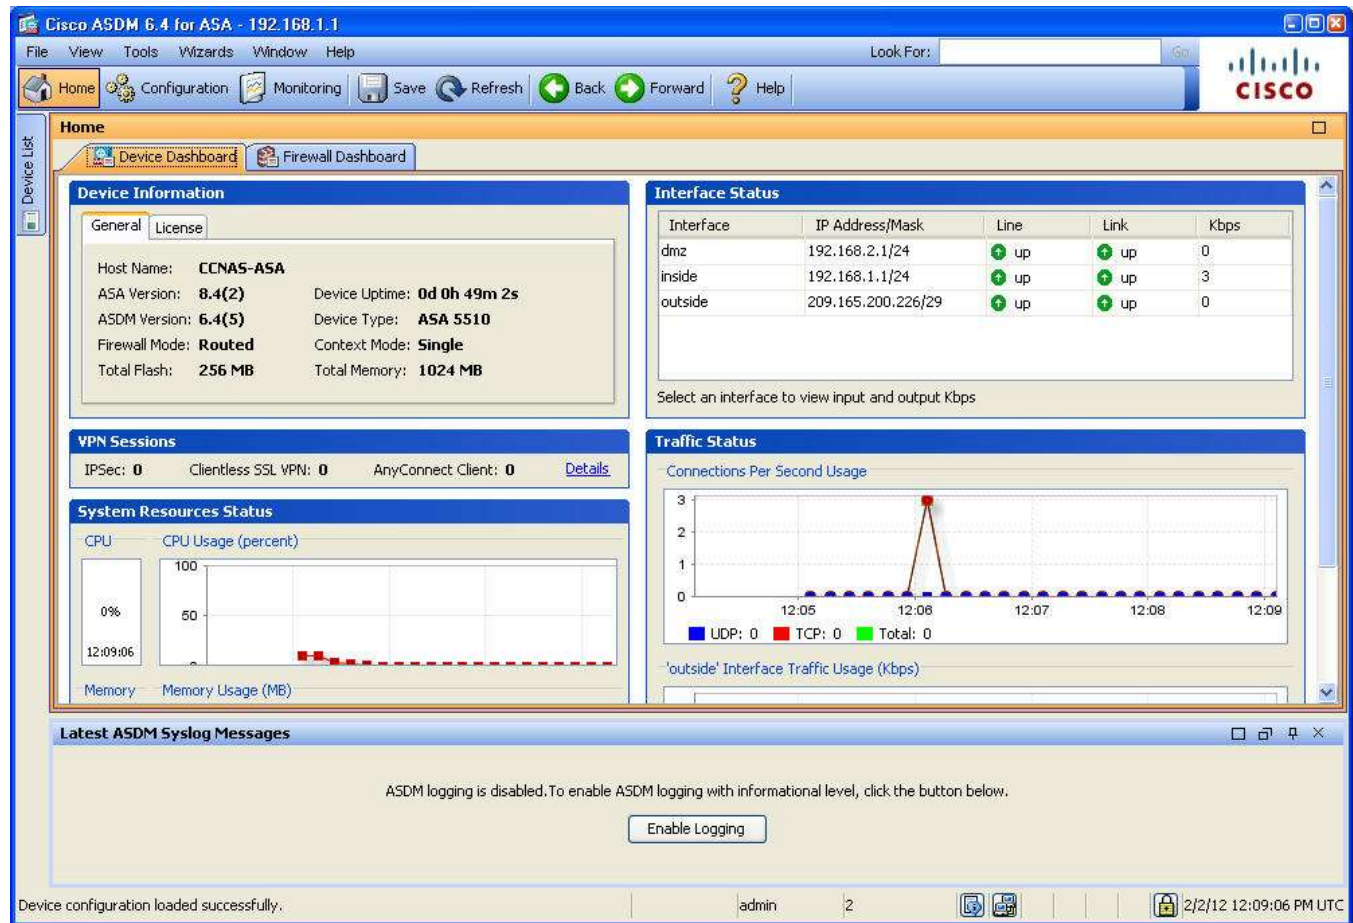 Cisco ASDM 6.4 for ASA - 192.168.1.1
File View Tools Wizards Window Help Look For: Go
Home Configuration Monitoring Save Refresh Back Forward Help
CISCO
Device List
Home
Device Dashboard Firewall Dashboard
Device Information
General License
Host Name: CCNAS-ASA
ASA Version: 8.4(2) Device Uptime: 0d 0h 49m 2s
ASDM Version: 6.4(5) Device Type: ASA 5510
Firewall Mode: Routed Context Mode: Single
Total Flash: 256 MB Total Memory: 1024 MB
Interface Status
Interface IP Address/Mask Line Link Kbps
dmz 192.168.2.1/24 up up 0
inside 192.168.1.1/24 up up 3
outside 209.165.200.226/29 up up 0
Select an interface to view input and output Kbps
VPN Sessions
IPSec: 0 Clientless SSL VPN: 0 AnyConnect Client: 0 Details
System Resources Status
CPU CPU Usage (percent)
100
50
0%
12:09:06
Memory Memory Usage (MB)
Traffic Status
Connections Per Second Usage
3
2
1
0
12:05 12:06 12:07 12:08 12:09
UDP: 0 TCP: 0 Total: 0
'outside' Interface Traffic Usage (Kbps)
Latest ASDM Syslog Messages
ASDM logging is disabled.To enable ASDM logging with informational level, click the button below.
Enable Logging
Device configuration loaded successfully. admin 2 2/2/12 12:09:06 PM UTC